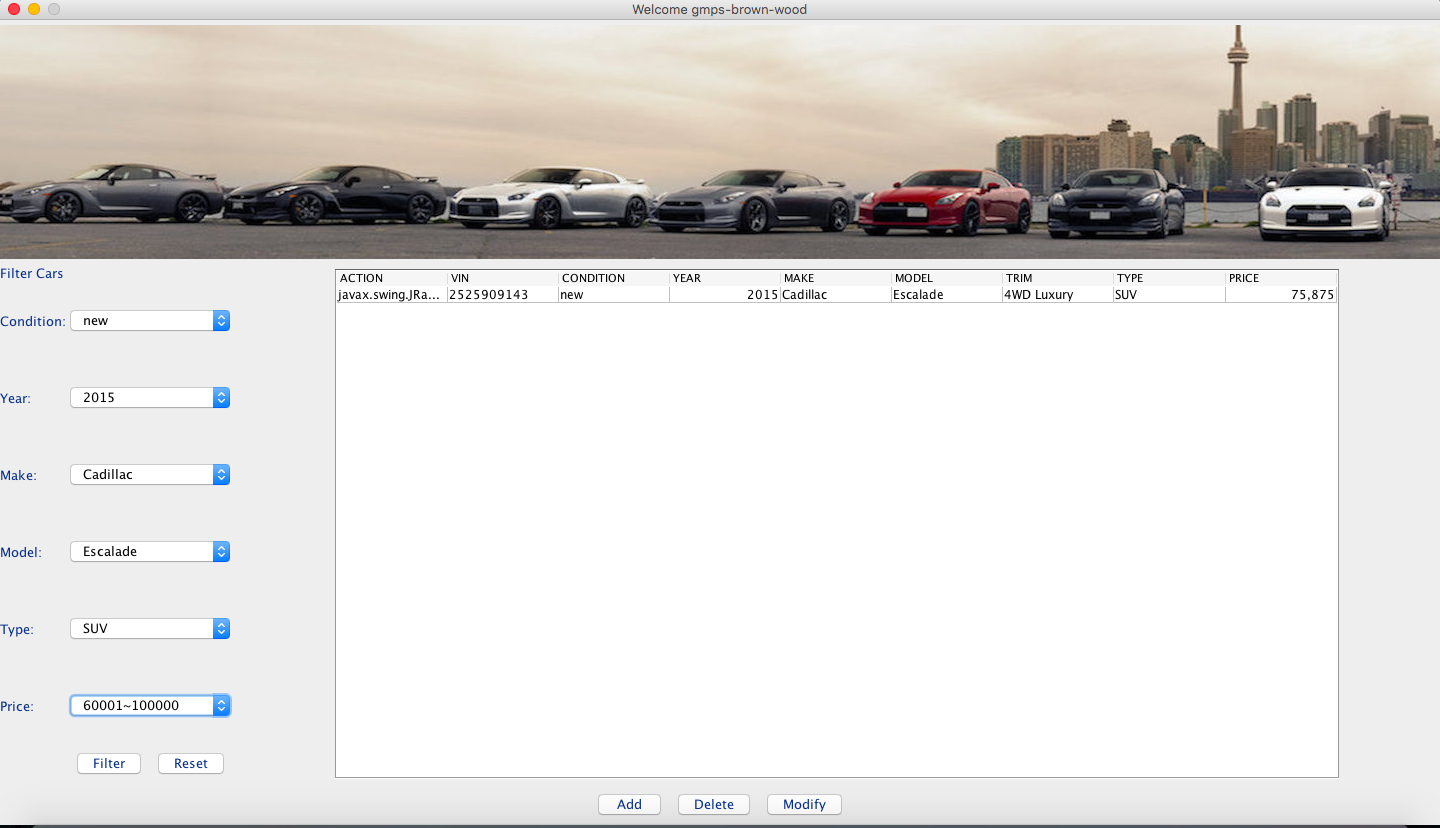 Welcome gmps-brown-wood
Filter Cars
Condition: new
Year: 2015
Make: Cadillac
Model: Escalade
Type: SUV
Price: 60001~100000
Filter Reset
ACTION VIN CONDITION YEAR MAKE MODEL TRIM TYPE PRICE
javax.swing.JRa... 2525909143 new 2015 Cadillac Escalade 4WD Luxury SUV 75,875
Add Delete Modify